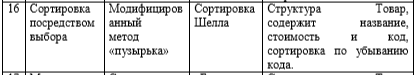 16 Сортировка Модифициров Сортировка Структура Товар,
посредством анный Шелла содержит название,
выбора метод стоимость и код,
«пузырька» сортировка по убыванию
кода.